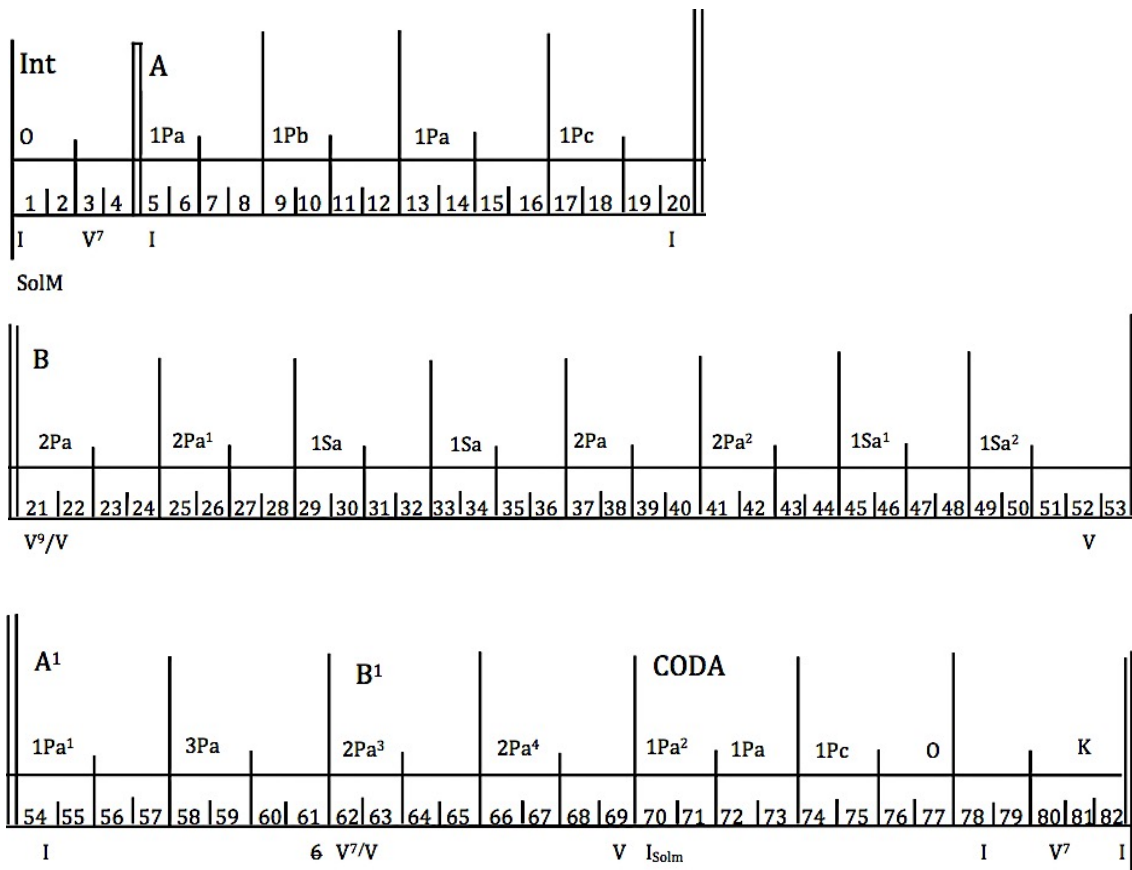 Int A
O 1Pa 1Pb 1Pa 1Pc
1 2 3 4 5 6 7 8 9 10 11 12 13 14 15 16 17 18 19 20
I V⁷ I I
SolM
B
2Pa 2Pa¹ 1Sa 1Sa 2Pa 2Pa² 1Sa¹ 1Sa²
21 22 23 24 25 26 27 28 29 30 31 32 33 34 35 36 37 38 39 40 41 42 43 44 45 46 47 48 49 50 51 52 53
V⁹/V V
A¹ B¹ CODA
1Pa¹ 3Pa 2Pa³ 2Pa⁴ 1Pa² 1Pa 1Pc O K
54 55 56 57 58 59 60 61 62 63 64 65 66 67 68 69 70 71 72 73 74 75 76 77 78 79 80 81 82
I 6 V⁷/V V I Solm I V⁷ I